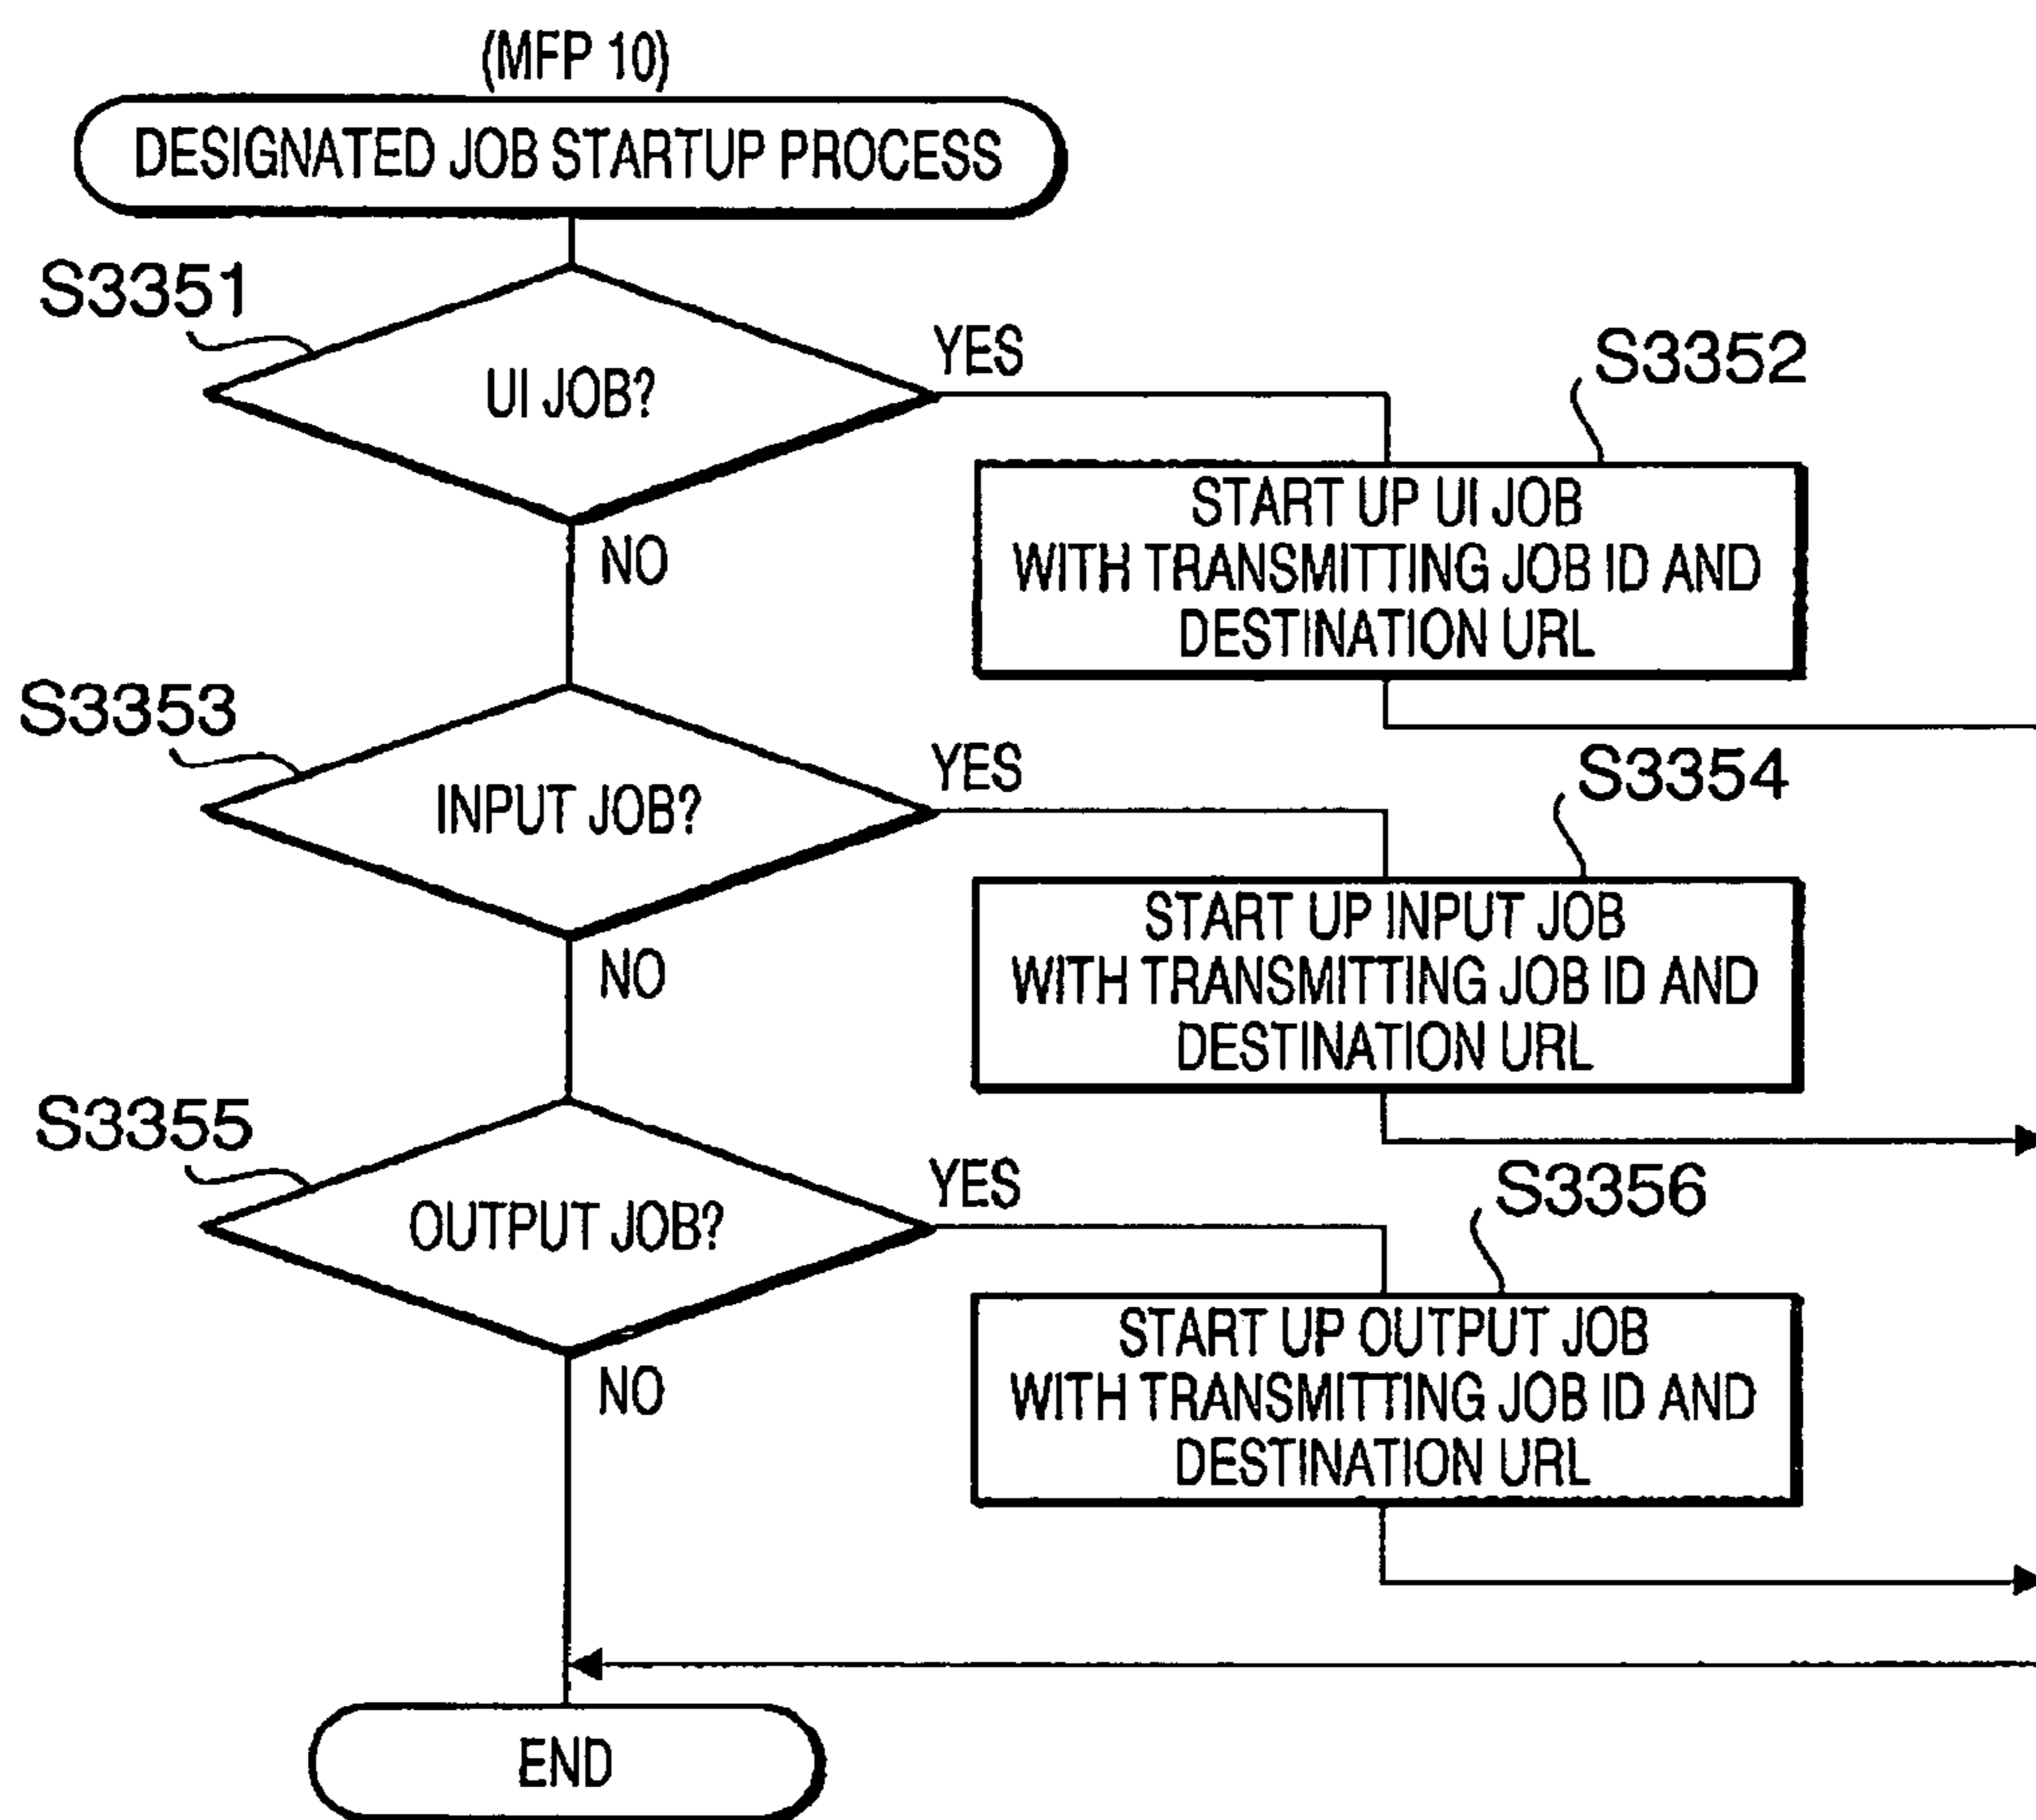 (MFP 10)
DESIGNATED JOB STARTUP PROCESS
S3351
UI JOB?
YES
NO
S3352
START UP UI JOB
WITH TRANSMITTING JOB ID AND
DESTINATION URL
S3353
INPUT JOB?
YES
NO
S3354
START UP INPUT JOB
WITH TRANSMITTING JOB ID AND
DESTINATION URL
S3355
OUTPUT JOB?
YES
NO
S3356
START UP OUTPUT JOB
WITH TRANSMITTING JOB ID AND
DESTINATION URL
END